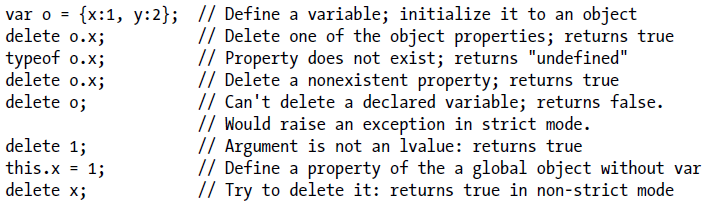 var o = {x:1, y:2};  // Define a variable; initialize it to an object
delete o.x;          // Delete one of the object properties; returns true
typeof o.x;          // Property does not exist; returns "undefined"
delete o.x;          // Delete a nonexistent property; returns true
delete o;            // Can't delete a declared variable; returns false.
                     // Would raise an exception in strict mode.
delete 1;            // Argument is not an lvalue: returns true
this.x = 1;          // Define a property of the a global object without var
delete x;            // Try to delete it: returns true in non-strict mode